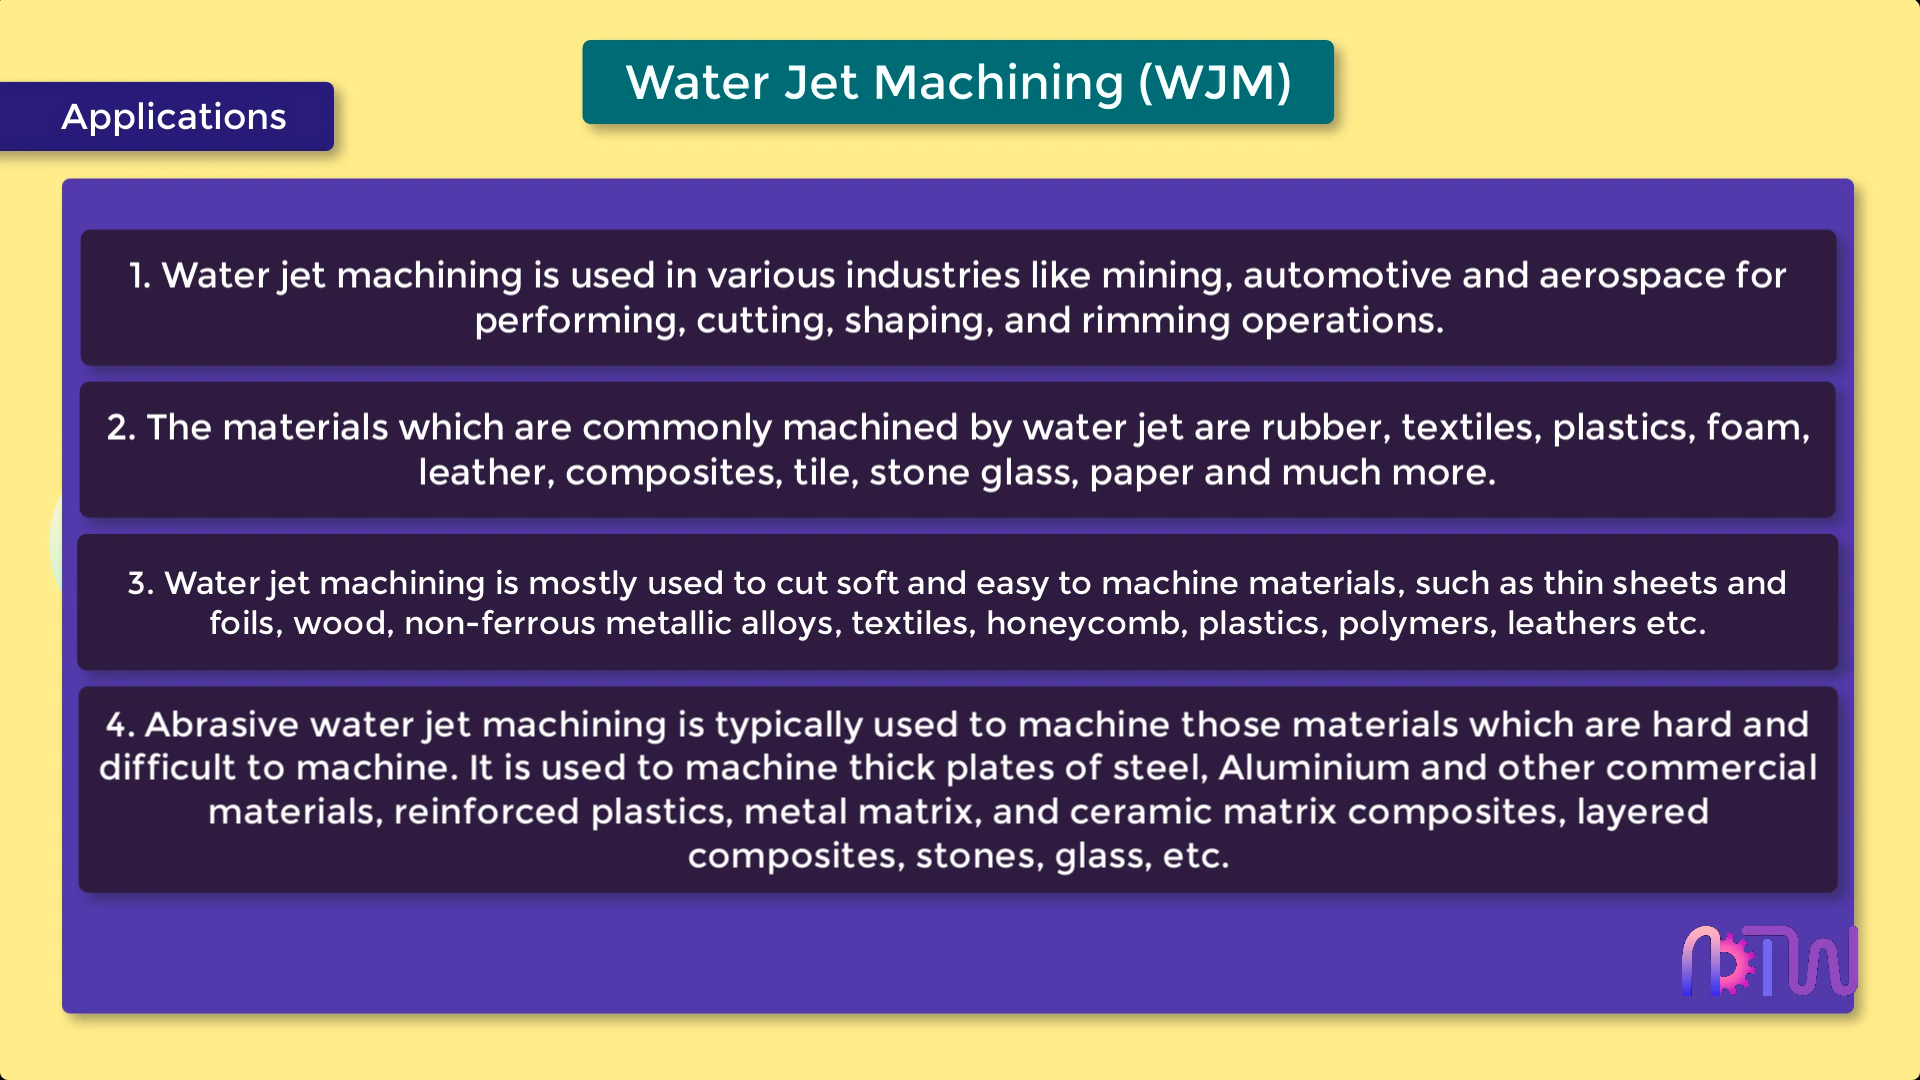 Water Jet Machining (WJM)
Applications
1. Water jet machining is used in various industries like mining, automotive and aerospace for
performing, cutting, shaping, and rimming operations.
2. The materials which are commonly machined by water jet are rubber, textiles, plastics, foam,
leather, composites, tile, stone glass, paper and much more.
3. Water jet machining is mostly used to cut soft and easy to machine materials, such as thin sheets and
foils, wood, non-ferrous metallic alloys, textiles, honeycomb, plastics, polymers, leathers etc.
4. Abrasive water jet machining is typically used to machine those materials which are hard and
difficult to machine. It is used to machine thick plates of steel, Aluminium and other commercial
materials, reinforced plastics, metal matrix, and ceramic matrix composites, layered
composites, stones, glass, etc.